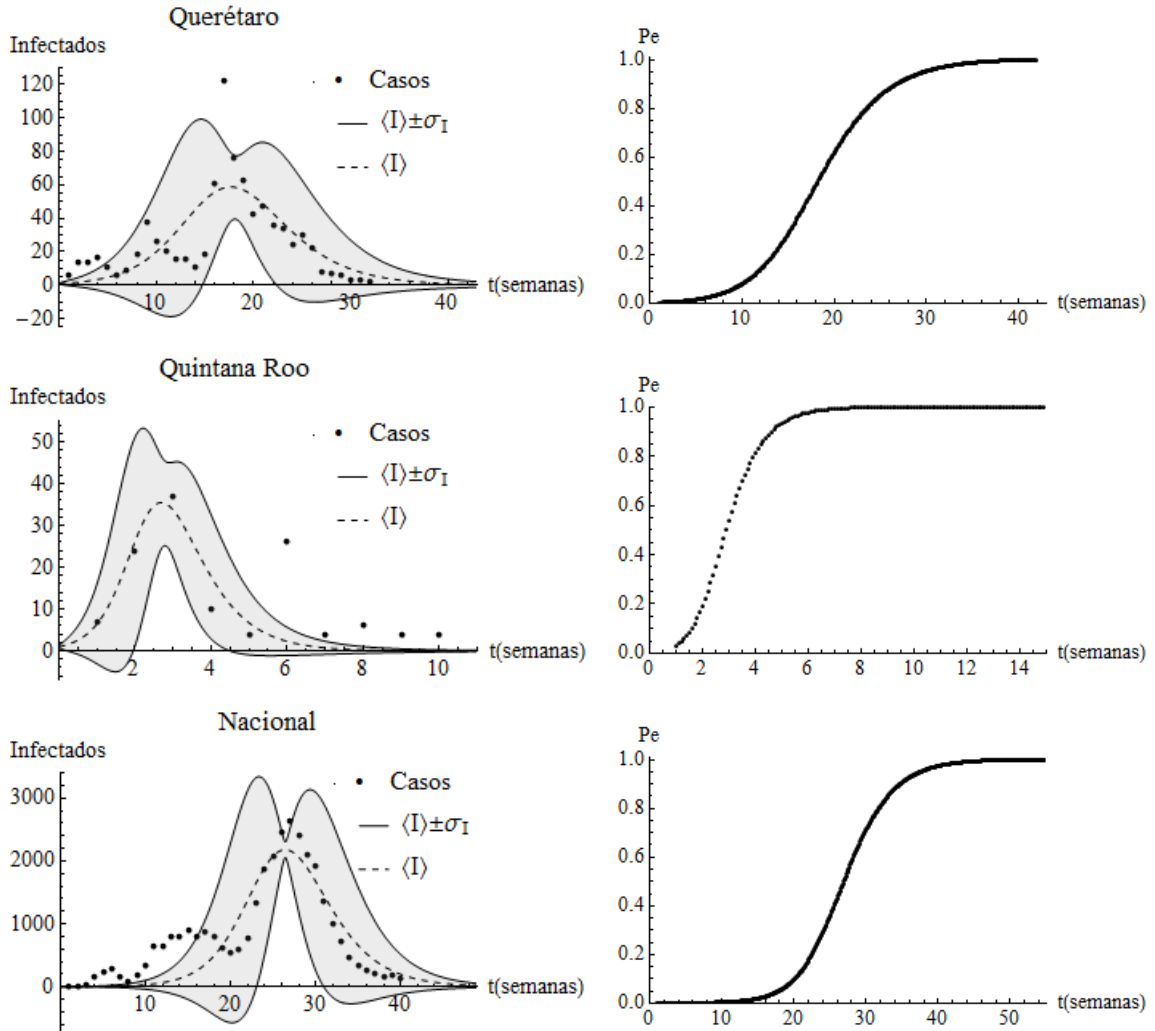 Querétaro
Infectados
120
100
80
60
40
20
0
−20
10 20 30 40
t(semanas)
Casos
⟨I⟩±σI
⟨I⟩
Pe
1.0
0.8
0.6
0.4
0.2
0.0
0 10 20 30 40
t(semanas)
Quintana Roo
Infectados
50
40
30
20
10
0
2 4 6 8 10
t(semanas)
Casos
⟨I⟩±σI
⟨I⟩
Pe
1.0
0.8
0.6
0.4
0.2
0.0
0 2 4 6 8 10 12 14
t(semanas)
Nacional
Infectados
3000
2000
1000
0
10 20 30 40
t(semanas)
Casos
⟨I⟩±σI
⟨I⟩
Pe
1.0
0.8
0.6
0.4
0.2
0.0
0 10 20 30 40 50
t(semanas)